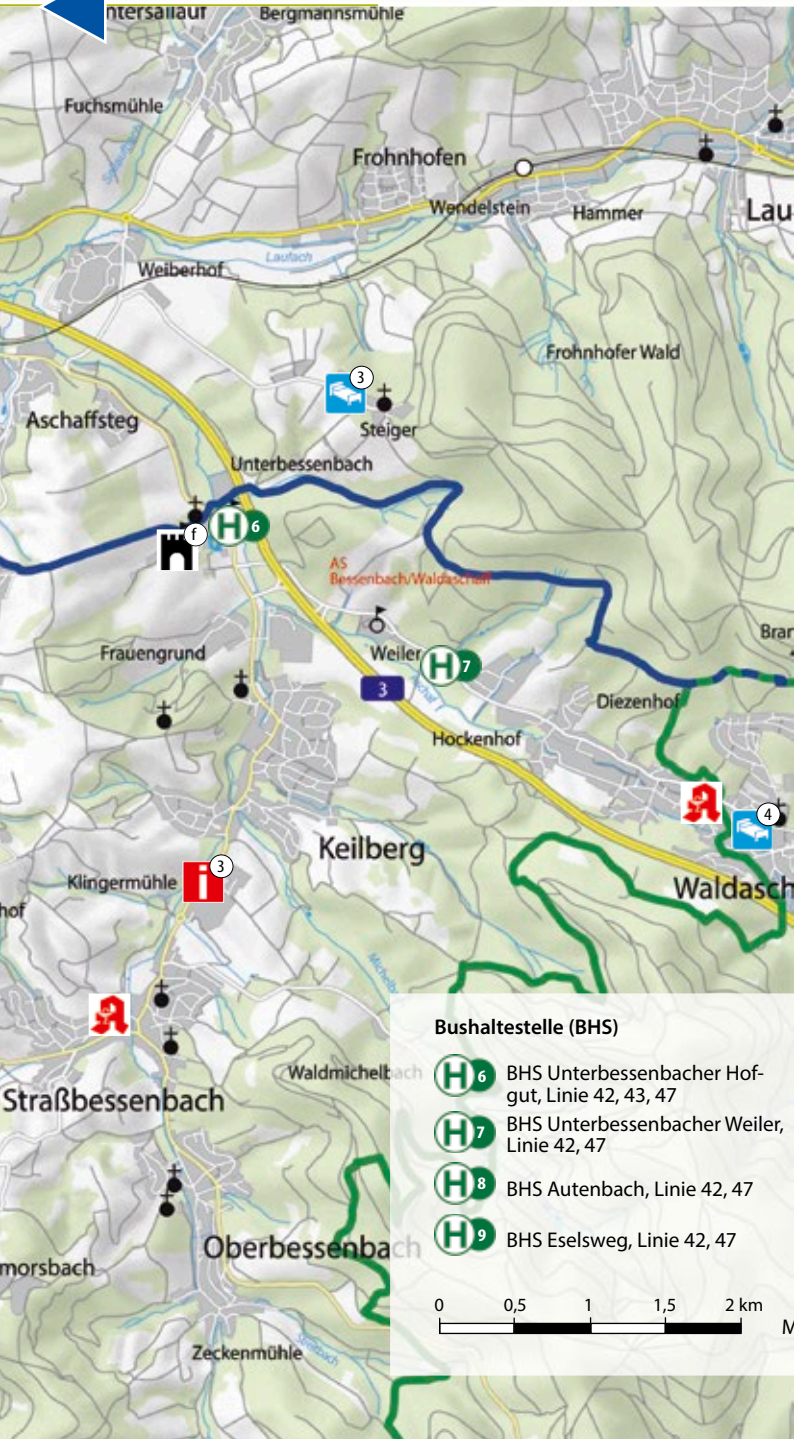 Bergmannsmühle
Fuchsmühle
Frohnhofen
Wendelstein
Hammer
Lau
Laufach
Weiberhof
Frohnhofer Wald
3
Aschaffsteg
Steiger
Unterbessenbach
f
H 6
AS
Bessenbach/Waldaschaff
Frauengrund
Weiler
H 7
3
Diezenhof
Hockenhof
4
Keilberg
Klingermühle
i 3
Waldasch
hof
Bushaltestelle (BHS)
H 6 BHS Unterbessenbacher Hof-
gut, Linie 42, 43, 47
H 7 BHS Unterbessenbacher Weiler,
Linie 42, 47
H 8 BHS Autenbach, Linie 42, 47
H 9 BHS Eselsweg, Linie 42, 47
0 0,5 1 1,5 2 km
M
Waldmichelbach
Straßbessenbach
Oberbessenbach
morsbach
Zeckenmühle